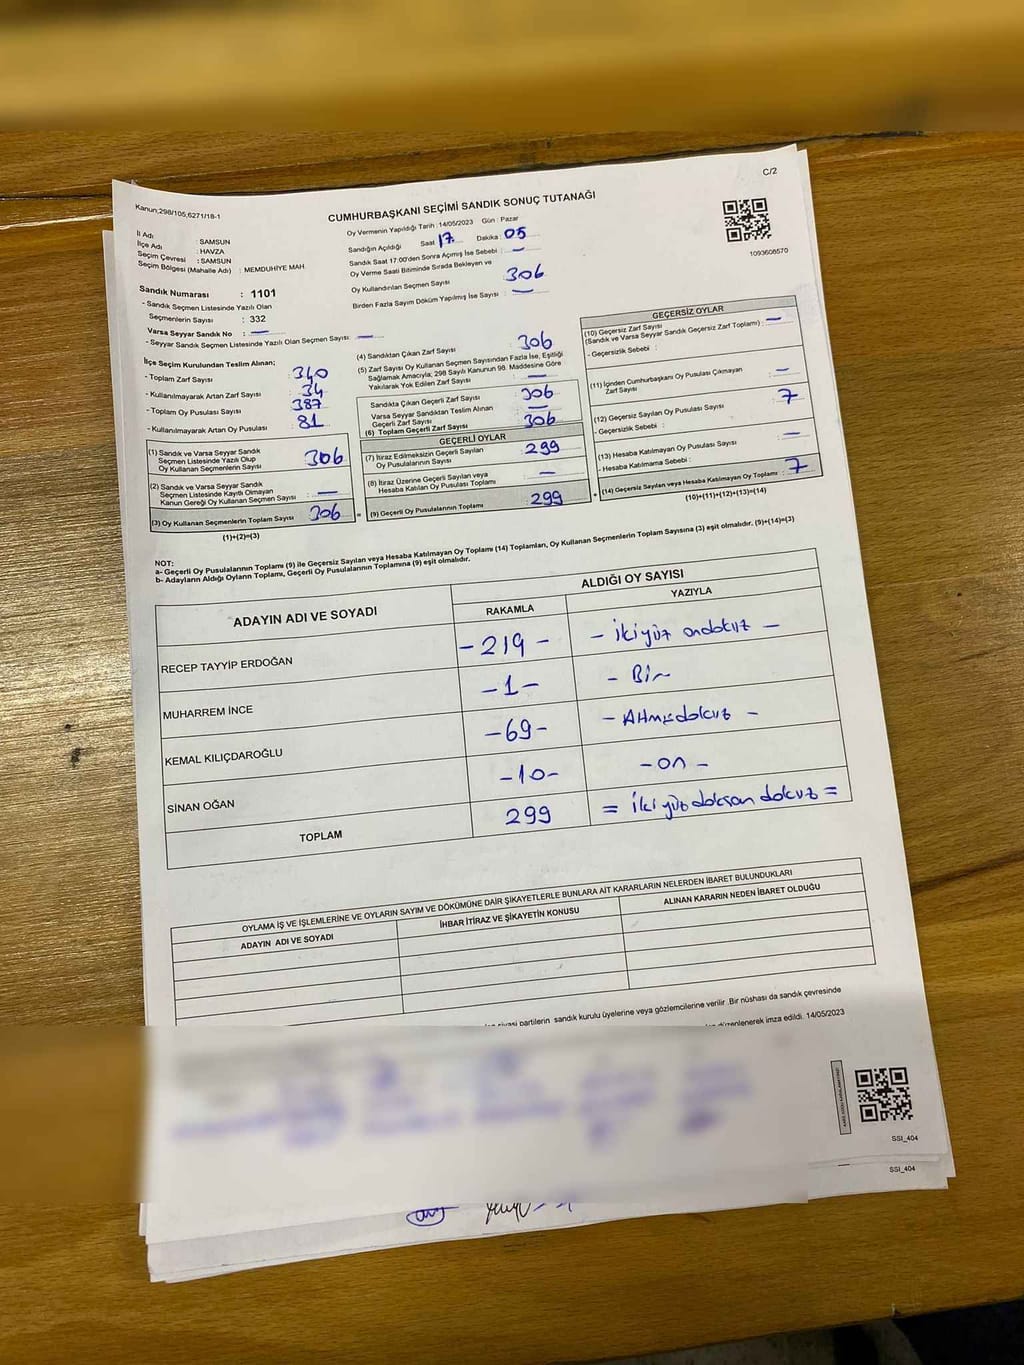 C/2
Kanun;298/105,6271/18-1
CUMHURBAŞKANI SEÇİMİ SANDIK SONUÇ TUTANAĞI
Oy Vermenin Yapıldığı Tarih : 14/05/2023 Gün : Pazar
İl Adı : SAMSUN
İlçe Adı : HAVZA
Seçim Çevresi : SAMSUN
Seçim Bölgesi (Mahalle Adı) : MEMDUHİYE MAH.
Sandığın Açıldığı Saat 17 Dakika : 05
Sandık Saat 17:00'den Sonra Açılmış İse Sebebi : —
Oy Verme Saati Bitiminde Sırada Bekleyen ve
Oy Kullandırılan Seçmen Sayısı 306
Birden Fazla Sayım Döküm Yapılmış İse Sayısı : —
1093608570
Sandık Numarası : 1101
- Sandık Seçmen Listesinde Yazılı Olan
Seçmenlerin Sayısı : 332
Varsa Seyyar Sandık No : —
- Seyyar Sandık Seçmen Listesinde Yazılı Olan Seçmen Sayısı: —
İlçe Seçim Kurulundan Teslim Alınan;
- Toplam Zarf Sayısı : 340
- Kullanılmayarak Artan Zarf Sayısı : 34
- Toplam Oy Pusulası Sayısı : 387
- Kullanılmayarak Artan Oy Pusulası : 81
(1) Sandık ve Varsa Seyyar Sandık
Seçmen Listesinde Yazılı Olup
Oy Kullanan Seçmenlerin Sayısı 306
(2) Sandık ve Varsa Seyyar Sandık
Seçmen Listesinde Kayıtlı Olmayan
Kanun Gereği Oy Kullanan Seçmen Sayısı —
(3) Oy Kullanan Seçmenlerin Toplam Sayısı 306
(1)+(2)=(3)
(4) Sandıktan Çıkan Zarf Sayısı 306
(5) Zarf Sayısı Oy Kullanan Seçmen Sayısından Fazla İse, Eşitliği
Sağlamak Amacıyla; 298 Sayılı Kanunun 98. Maddesine Göre
Yakılarak Yok Edilen Zarf Sayısı —
Sandıkta Çıkan Geçerli Zarf Sayısı 306
Varsa Seyyar Sandıktan Teslim Alınan
Geçerli Zarf Sayısı —
(6) Toplam Geçerli Zarf Sayısı 306
GEÇERLİ OYLAR
(7) İtiraz Edilmeksizin Geçerli Sayılan
Oy Pusulalarının Sayısı 299
(8) İtiraz Üzerine Geçerli Sayılan veya
Hesaba Katılan Oy Pusulası Toplamı —
(9) Geçerli Oy Pusulalarının Toplamı 299
GEÇERSİZ OYLAR
(10) Geçersiz Zarf Sayısı
(Sandık ve Varsa Seyyar Sandık Geçersiz Zarf Toplamı) : —
- Geçersizlik Sebebi :
(11) İçinden Cumhurbaşkanı Oy Pusulası Çıkmayan
Zarf Sayısı —
(12) Geçersiz Sayılan Oy Pusulası Sayısı 7
- Geçersizlik Sebebi :
(13) Hesaba Katılmayan Oy Pusulası Sayısı —
- Hesaba Katılmama Sebebi :
(14) Geçersiz Sayılan veya Hesaba Katılmayan Oy Toplamı : 7
(10)+(11)+(12)+(13)=(14)
NOT:
a- Geçerli Oy Pusulalarının Toplamı (9) ile Geçersiz Sayılan veya Hesaba Katılmayan Oy Toplamı (14) Toplamları, Oy Kullanan Seçmenlerin Toplam Sayısına (3) eşit olmalıdır. (9)+(14)=(3)
b- Adayların Aldığı Oyların Toplamı, Geçerli Oy Pusulalarının Toplamına (9) eşit olmalıdır.
ADAYIN ADI VE SOYADI
ALDIĞI OY SAYISI
RAKAMLA YAZIYLA
RECEP TAYYİP ERDOĞAN -219- - İkiyüz ondokuz -
MUHARREM İNCE -1- - Bir
KEMAL KILIÇDAROĞLU -69- - Altmışdokuz -
SİNAN OĞAN -10- - on -
TOPLAM 299 = İkiyüz doksan dokuz =
OYLAMA İŞ VE İŞLEMLERİNE VE OYLARIN SAYIM VE DÖKÜMÜNE DAİR ŞİKAYETLERLE BUNLARA AİT KARARLARIN NELERDEN İBARET BULUNDUKLARI
ADAYIN ADI VE SOYADI
İHBAR İTİRAZ VE ŞİKAYETİN KONUSU
ALINAN KARARIN NEDEN İBARET OLDUĞU
partilerin sandık kurulu üyelerine veya gözlemcilerine verilir .Bir nüshası da sandık çevresinde
düzenlenerek imza edildi. 14/05/2023
SSI_404
SSI_404